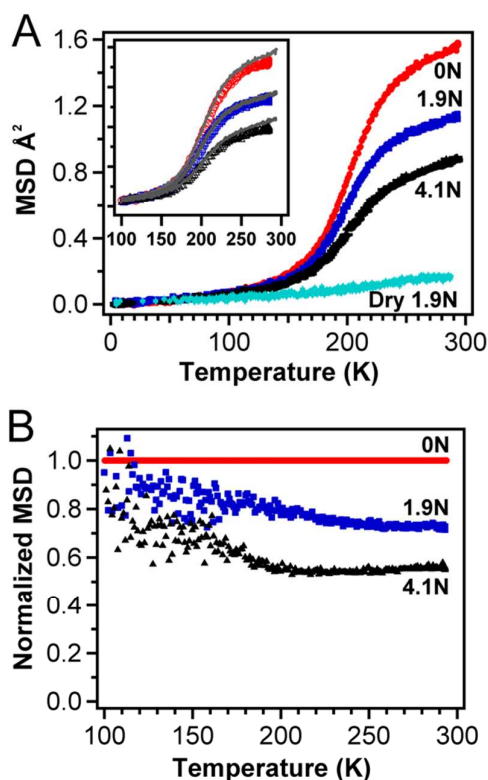 A
1.6
1.2
0.8
0.4
0.0
MSD Å²
100 150 200 250 300
0N
1.9N
4.1N
Dry 1.9N
0 100 200 300
Temperature (K)
B
1.0
0.8
0.6
0.4
0.2
0.0
Normalized MSD
0N
1.9N
4.1N
100 150 200 250 300
Temperature (K)